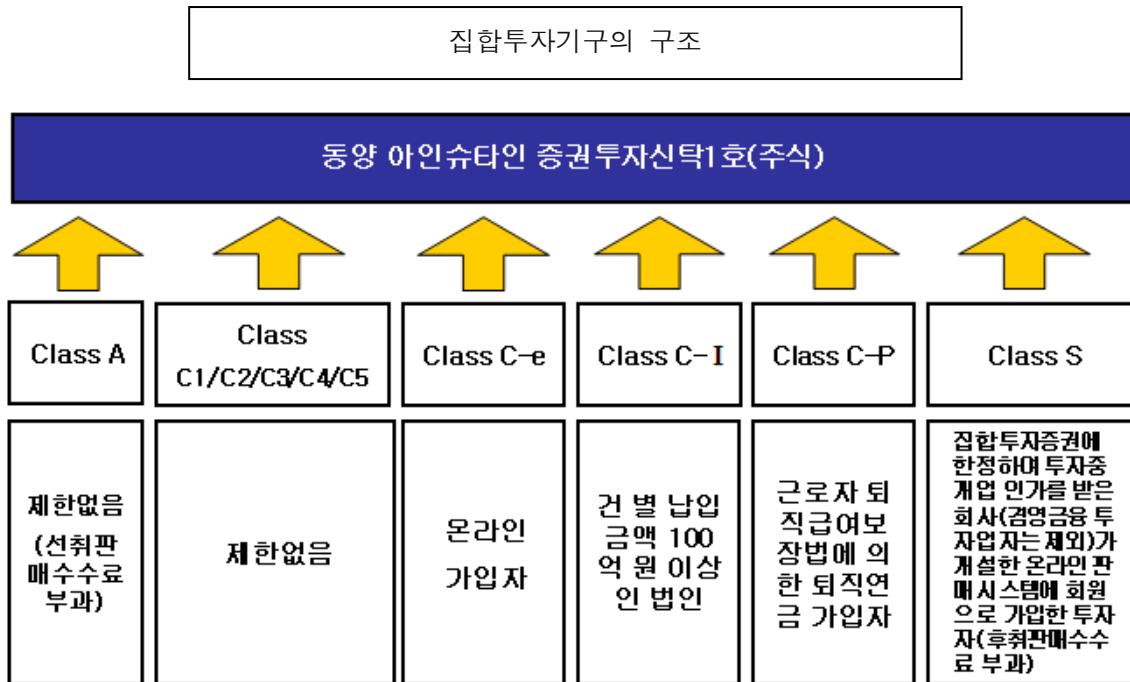 집합투자기구의 구조
동양 아인슈타인 증권투자신탁1호(주식)
Class A
Class
C1/C2/C3/C4/C5
Class C-e
Class C-I
Class C-P
Class S
제한없음
(선취판
매수수료
부과)
제한없음
온라인
가입자
건 별 납입
금액 100
억 원 이상
인 법인
근로자 퇴
직급여보
장법에 의
한 퇴직연
금 가입자
집합투자증권에
한정하여 투자중
개업 인가를 받은
회사(겸영금융 투
자업자는 제외)가
개설한 온라인 판
매시스템에 회원
으로 가입한 투자
자(후취판매수수
료 부과)